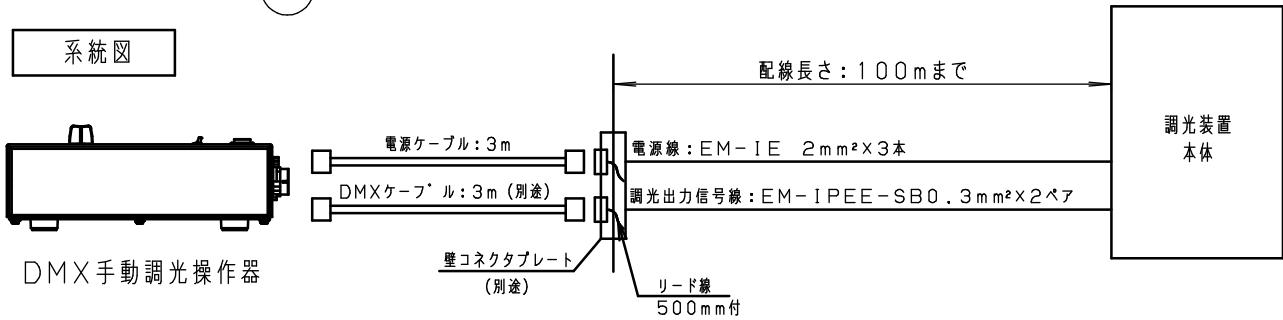 系統図
配線長さ：100mまで
調光装置
本体
電源ケーブル：3m
電源線：EM-IE 2mm²×3本
DMXケーブル：3m（別途）
調光出力信号線：EM-IPEE-SB0.3mm²×2ペア
壁コネクタプレート
（別途）
DMX手動調光操作器
リード線
500mm付